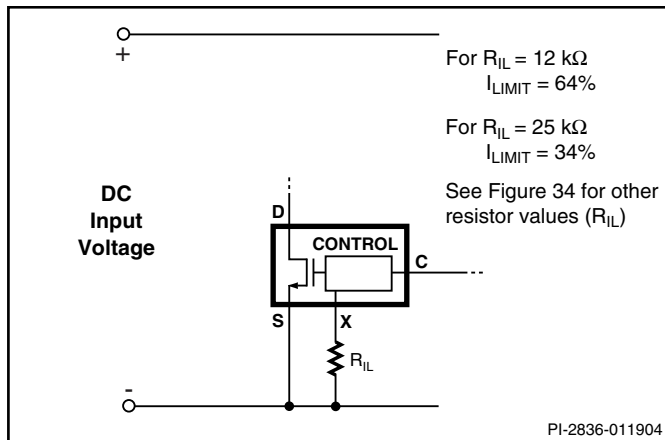 +
For R_IL = 12 kΩ
I_LIMIT = 64%
For R_IL = 25 kΩ
I_LIMIT = 34%
See Figure 34 for other
resistor values (R_IL)
DC
Input
Voltage
D
CONTROL
C
S
X
R_IL
-
PI-2836-011904